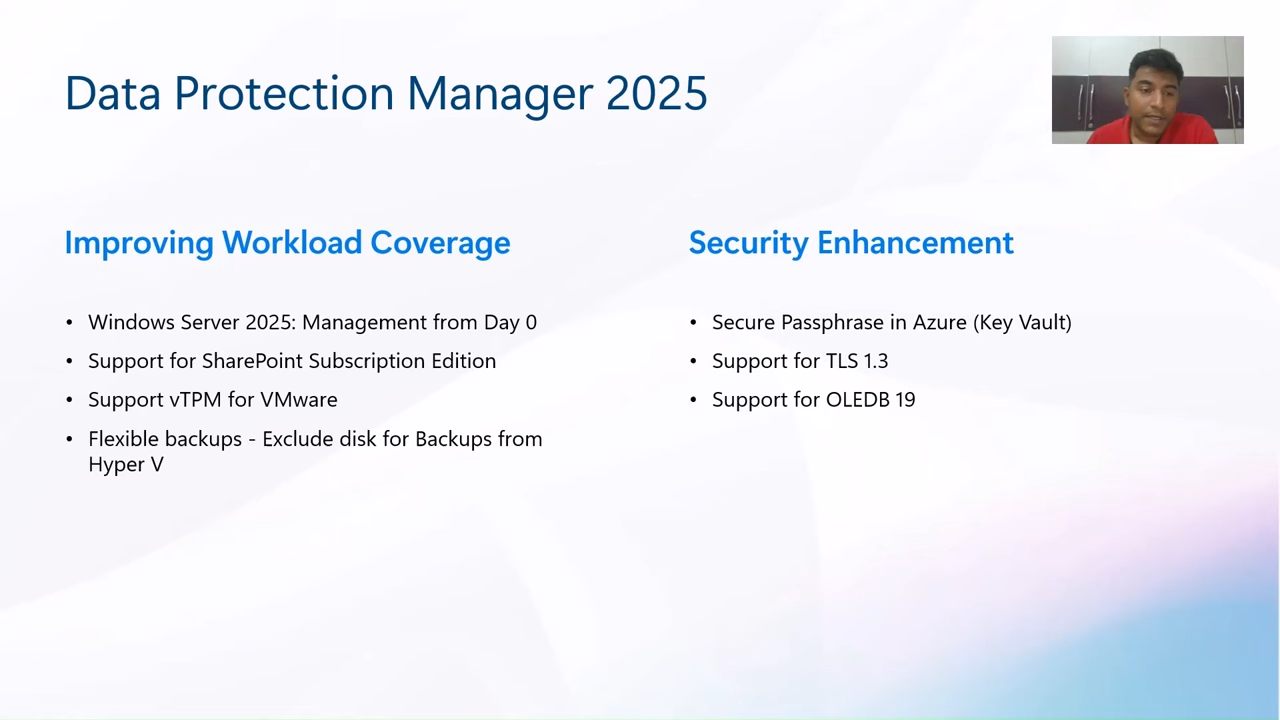 Data Protection Manager 2025
Improving Workload Coverage
• Windows Server 2025: Management from Day 0
• Support for SharePoint Subscription Edition
• Support vTPM for VMware
• Flexible backups - Exclude disk for Backups from
Hyper V
Security Enhancement
• Secure Passphrase in Azure (Key Vault)
• Support for TLS 1.3
• Support for OLEDB 19